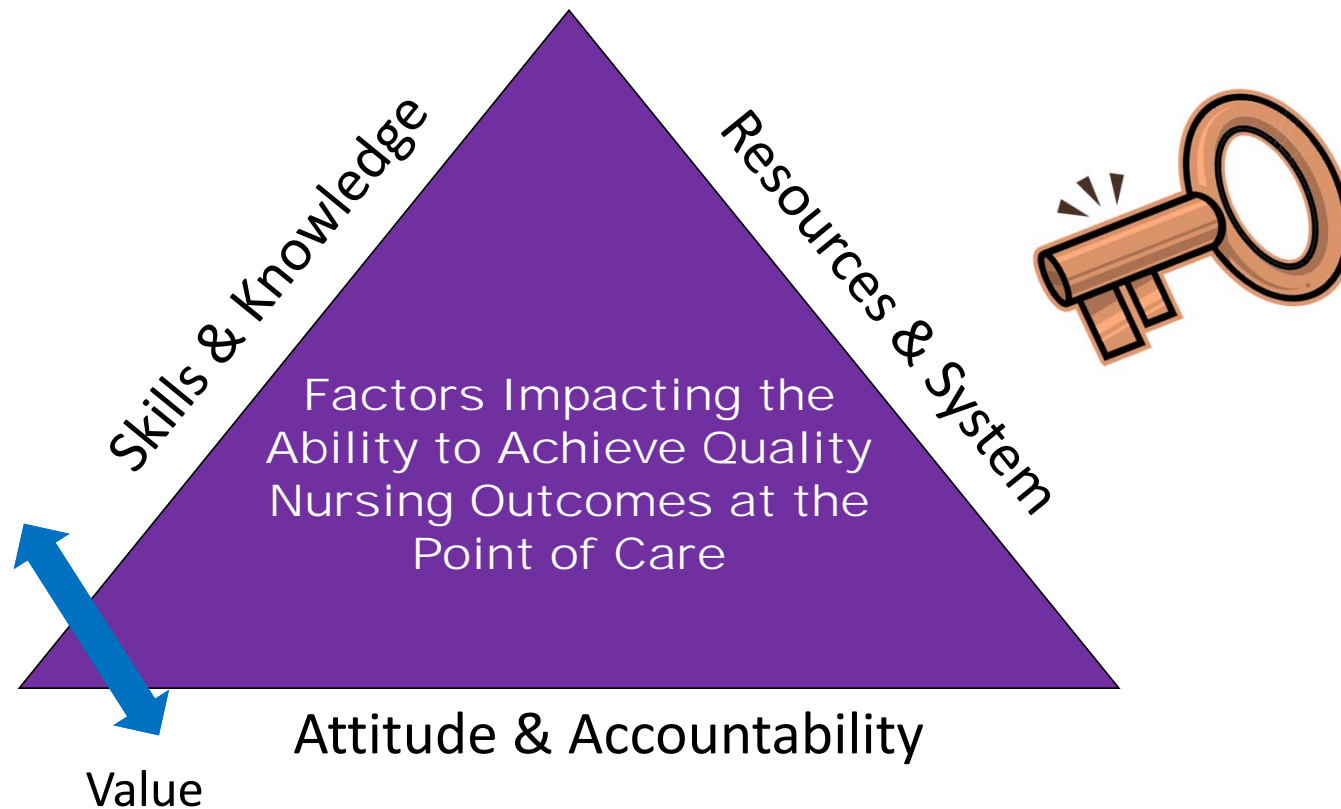 Skills & Knowledge
Resources & System
Factors Impacting the
Ability to Achieve Quality
Nursing Outcomes at the
Point of Care
Attitude & Accountability
Value